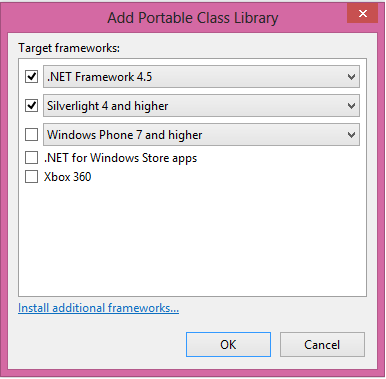 Add Portable Class Library
Target frameworks:
.NET Framework 4.5
Silverlight 4 and higher
Windows Phone 7 and higher
.NET for Windows Store apps
Xbox 360
Install additional frameworks...
OK Cancel